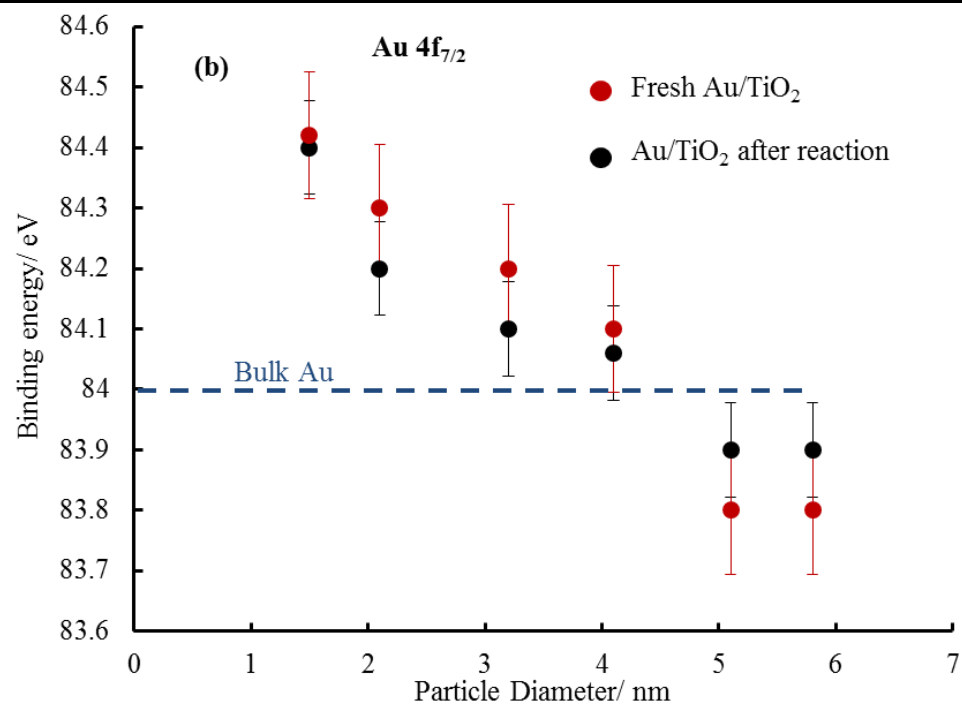 (b)
Au 4f7/2
Fresh Au/TiO2
Au/TiO2 after reaction
Bulk Au
Binding energy/ eV
84.6
84.5
84.4
84.3
84.2
84.1
84
83.9
83.8
83.7
83.6
0 1 2 3 4 5 6 7
Particle Diameter/ nm